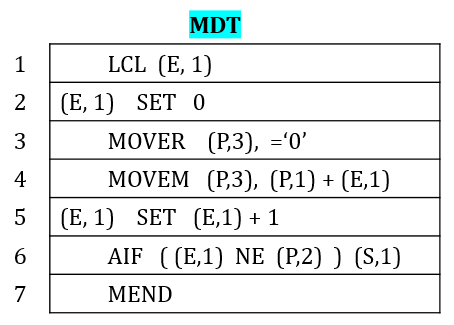 MDT
1 LCL (E, 1)
2 (E, 1) SET 0
3 MOVER (P,3), =‘0’
4 MOVEM (P,3), (P,1) + (E,1)
5 (E, 1) SET (E,1) + 1
6 AIF ( (E,1) NE (P,2) ) (S,1)
7 MEND